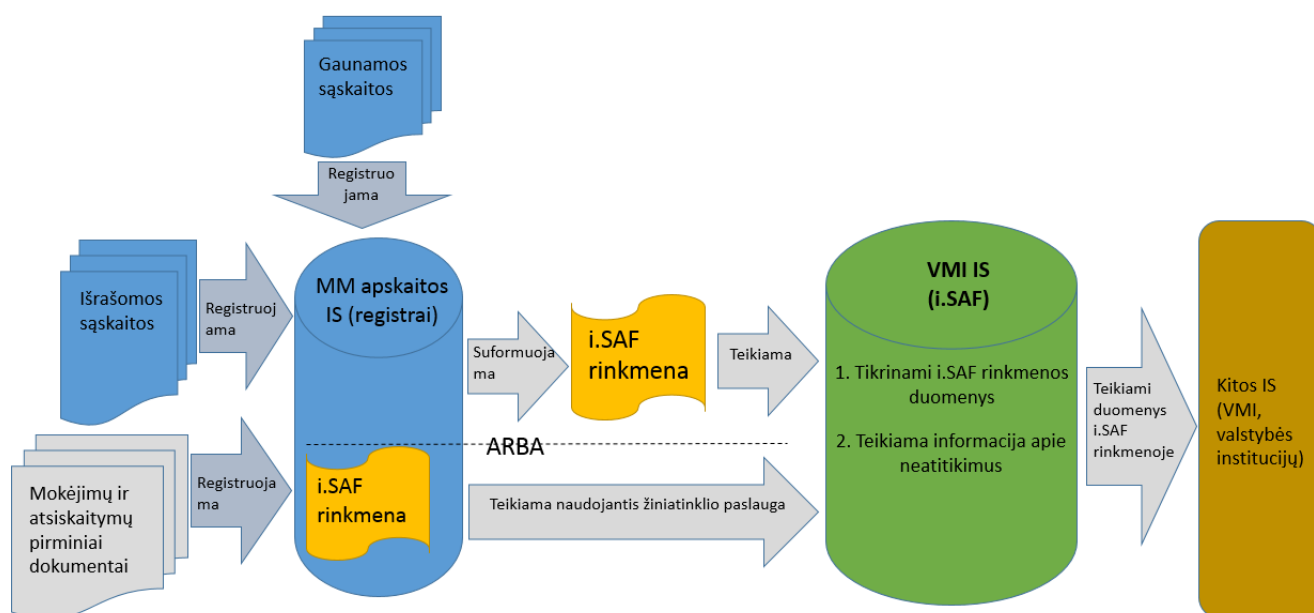 Gaunamos
sąskaitos
Registruo
jama
Išrašomos
sąskaitos
Registruoj
ama
MM apskaitos
IS (registrai)
Suformuoja
ma
i.SAF
rinkmena
Teikiama
VMI IS
(i.SAF)
1. Tikrinami i.SAF rinkmenos
duomenys
2. Teikiama informacija apie
neatitikimus
Teikiami
duomenys
i.SAF
rinkmenoje
Kitos IS
(VMI,
valstybės
institucijų)
ARBA
Mokėjimų ir
atsiskaitymų
pirminiai
dokumentai
Registruoja
ma
i.SAF
rinkmena
Teikiama naudojantis žiniatinklio paslauga